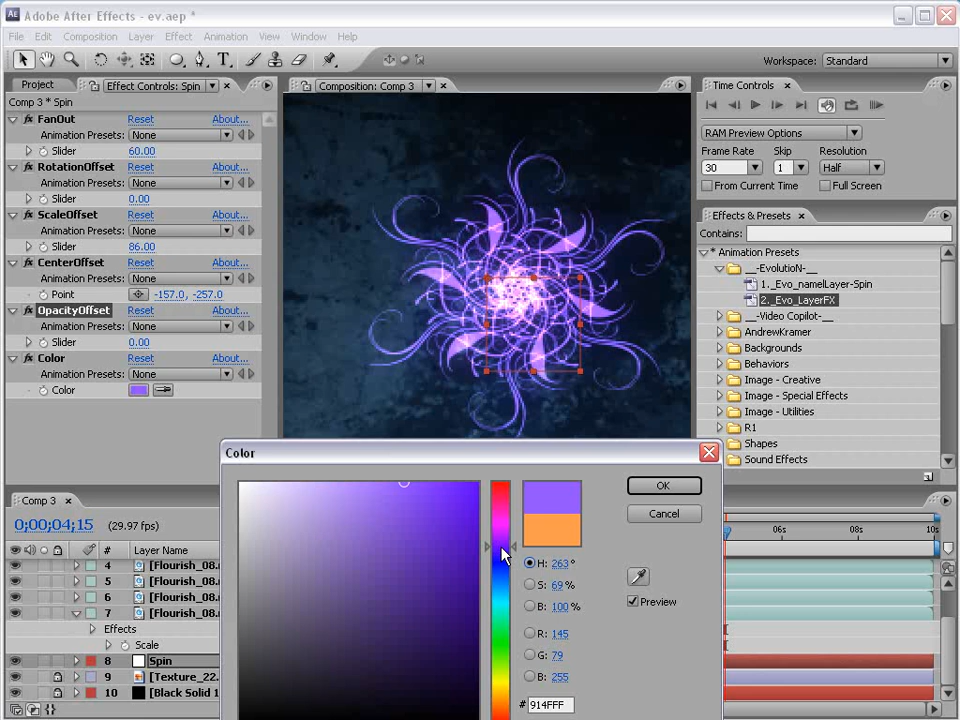 Adobe After Effects - ev.aep *
File Edit Composition Layer Effect Animation View Window Help
Workspace: Standard
Project Effect Controls: Spin
Comp 3 * Spin
FanOut Reset About...
Animation Presets: None
Slider 60.00
RotationOffset Reset About...
Animation Presets: None
Slider 0.00
ScaleOffset Reset About...
Animation Presets: None
Slider 86.00
CenterOffset Reset About...
Animation Presets: None
Point -157.0, -257.0
OpacityOffset Reset About...
Animation Presets: None
Slider 0.00
Color Reset About...
Animation Presets: None
Color
Composition: Comp 3
Time Controls
RAM Preview Options
Frame Rate Skip Resolution
30 1 Half
From Current Time Full Screen
Effects & Presets
Contains:
* Animation Presets
__-EvolutioN-__
1._Evo_namelLayer-Spin
2._Evo_LayerFX
__-Video Copilot-__
AndrewKramer
Backgrounds
Behaviors
Image - Creative
Image - Special Effects
Image - Utilities
R1
Shapes
Sound Effects
Color
OK
Cancel
H: 263 °
S: 69 %
B: 100 %
R: 145
G: 79
B: 255
# 914FFF
Preview
Comp 3
0;00;04;15 (29.97 fps)
# Layer Name
4 [Flourish_08.
5 [Flourish_08.
6 [Flourish_08.
7 [Flourish_08.
Effects
Scale
8 Spin
9 [Texture_22.
10 [Black Solid 1
06s 08s 10s